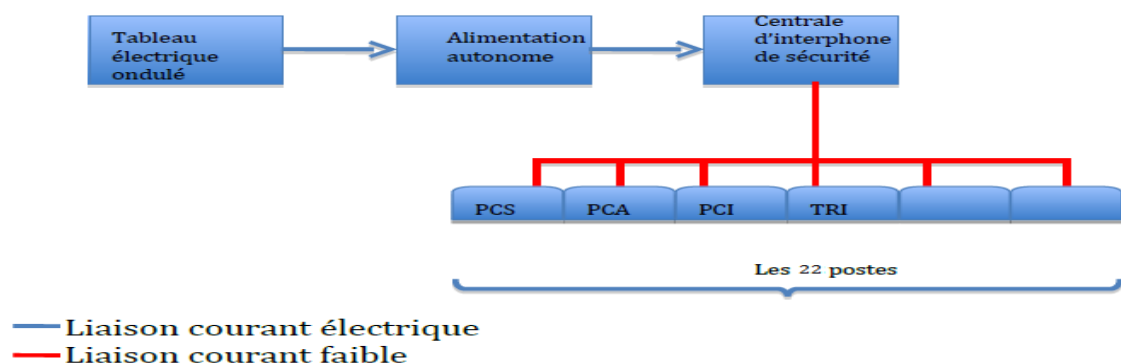 Tableau
électrique
ondulé
Alimentation
autonome
Centrale
d'interphone
de sécurité
PCS
PCA
PCI
TRI
Les 22 postes
Liaison courant électrique
Liaison courant faible